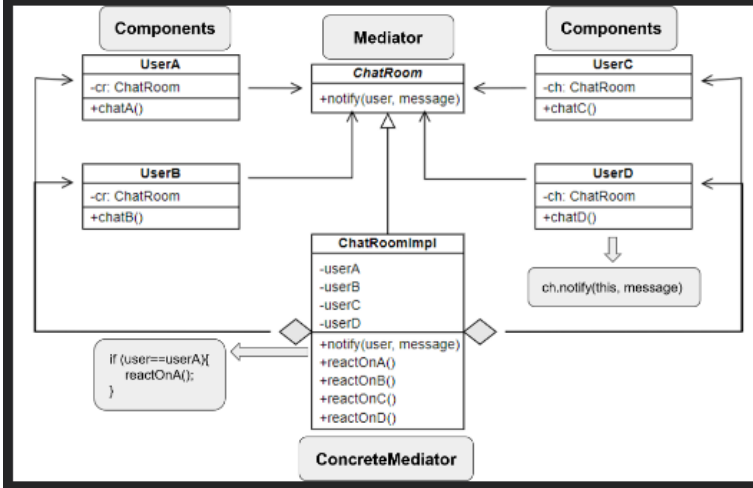 Components
Mediator
Components
UserA
-cr: ChatRoom
+chatA()
ChatRoom
+notify(user, message)
UserC
-ch: ChatRoom
+chatC()
UserB
-cr: ChatRoom
+chatB()
UserD
-ch: ChatRoom
+chatD()
ChatRoomImpl
-userA
-userB
-userC
-userD
+notify(user, message)
+reactOnA()
+reactOnB()
+reactOnC()
+reactOnD()
ch.notify(this, message)
if (user==userA){
reactOnA();
}
ConcreteMediator